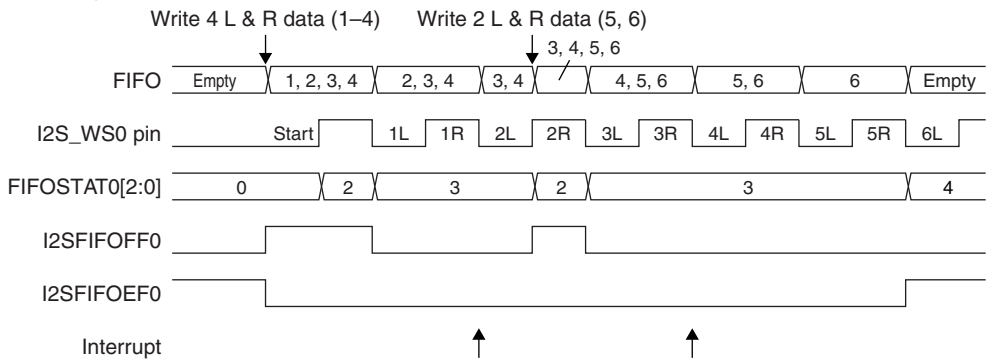 Write 4 L & R data (1–4) Write 2 L & R data (5, 6)
3, 4, 5, 6
FIFO Empty 1, 2, 3, 4 2, 3, 4 3, 4 4, 5, 6 5, 6 6 Empty
I2S_WS0 pin Start 1L 1R 2L 2R 3L 3R 4L 4R 5L 5R 6L
FIFOSTAT0[2:0] 0 2 3 2 3 4
I2SFIFOFF0
I2SFIFOEF0
Interrupt